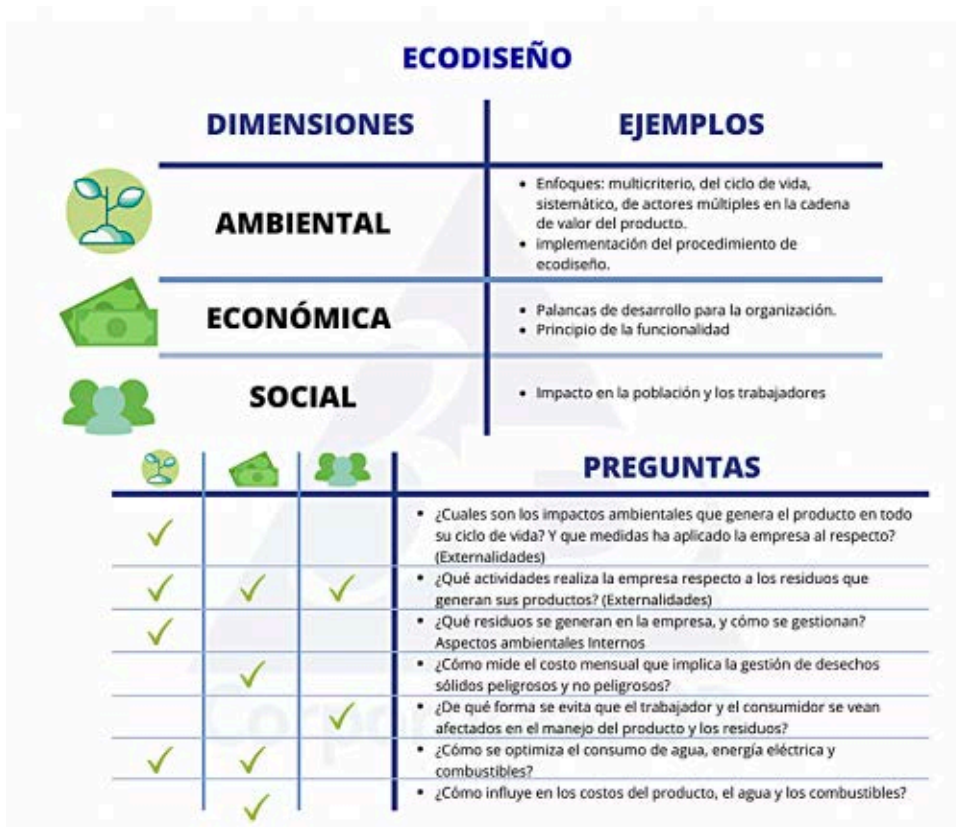 ECODISEÑO
DIMENSIONES
EJEMPLOS
AMBIENTAL
• Enfoques: multicriterio, del ciclo de vida,
sistemático, de actores múltiples en la cadena
de valor del producto.
• implementación del procedimiento de
ecodiseño.
ECONÓMICA
• Palancas de desarrollo para la organización.
• Principio de la funcionalidad
SOCIAL
• Impacto en la población y los trabajadores
PREGUNTAS
• ¿Cuales son los impactos ambientales que genera el producto en todo
su ciclo de vida? Y que medidas ha aplicado la empresa al respecto?
(Externalidades)
• ¿Qué actividades realiza la empresa respecto a los residuos que
generan sus productos? (Externalidades)
• ¿Qué residuos se generan en la empresa, y cómo se gestionan?
Aspectos ambientales Internos
• ¿Cómo mide el costo mensual que implica la gestión de desechos
sólidos peligrosos y no peligrosos?
• ¿De qué forma se evita que el trabajador y el consumidor se vean
afectados en el manejo del producto y los residuos?
• ¿Cómo se optimiza el consumo de agua, energía eléctrica y
combustibles?
• ¿Cómo influye en los costos del producto, el agua y los combustibles?